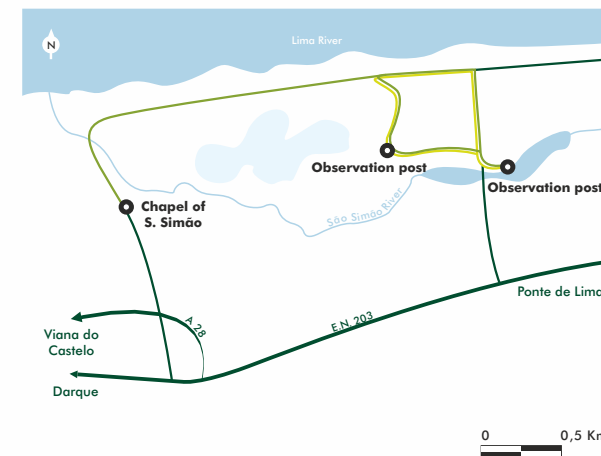 N
Lima River
Observation post
Observation post
Chapel of
S. Simão
São Simão River
Ponte de Lima
E.N. 203
A 28
Viana do
Castelo
Darque
0
0,5 Km